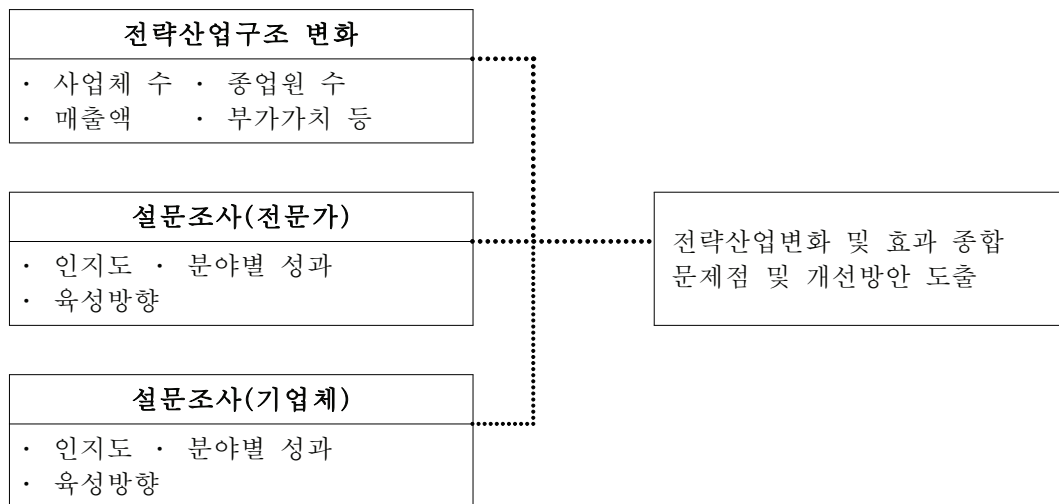 전략산업구조 변화
· 사업체 수 · 종업원 수
· 매출액 · 부가가치 등
설문조사(전문가)
· 인지도 · 분야별 성과
· 육성방향
전략산업변화 및 효과 종합
문제점 및 개선방안 도출
설문조사(기업체)
· 인지도 · 분야별 성과
· 육성방향